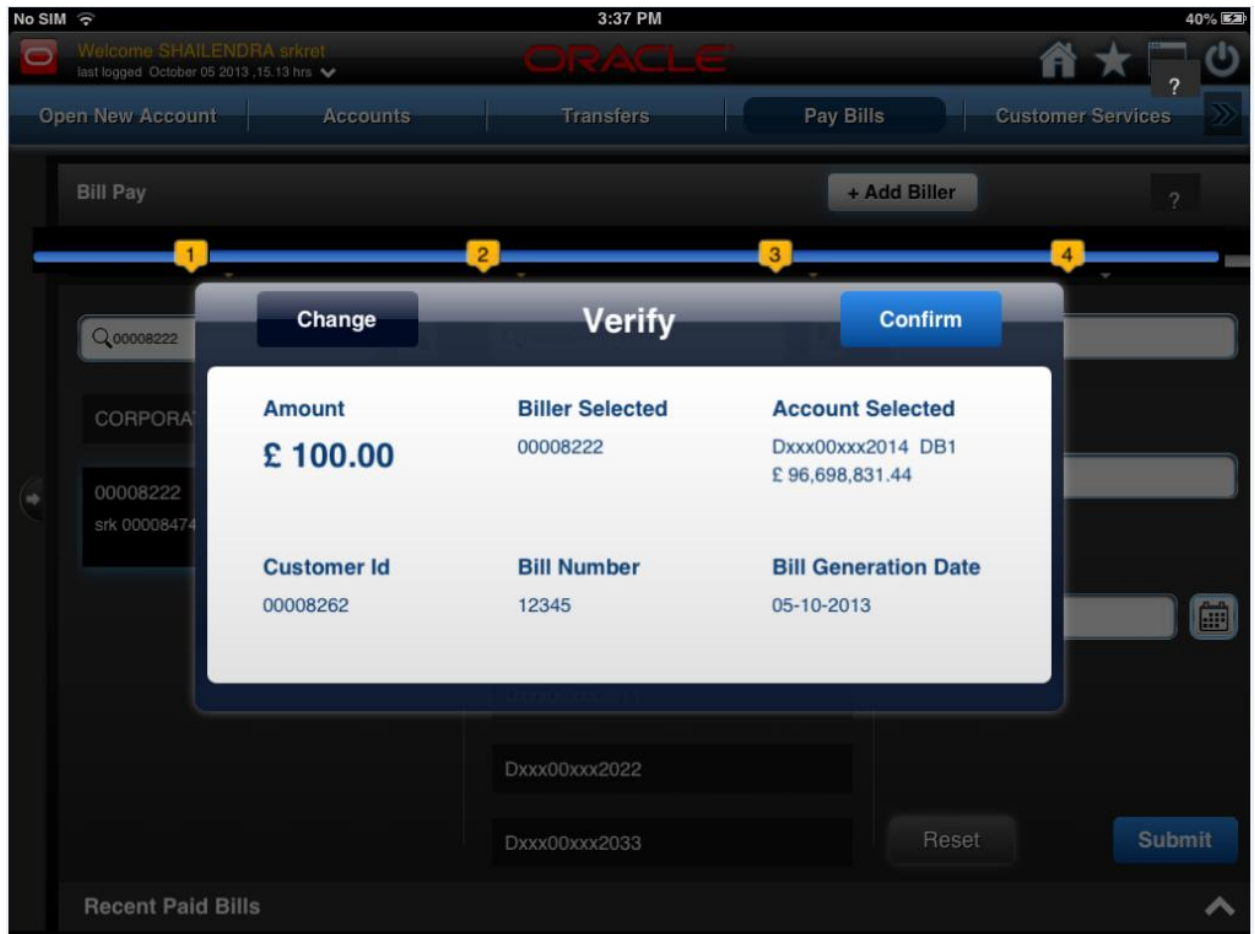 No SIM 3:37 PM 40%
Welcome SHAILENDRA srkret
last logged October 05 2013 ,15.13 hrs
ORACLE
?
Open New Account Accounts Transfers Pay Bills Customer Services
Bill Pay + Add Biller ?
1 2 3 4
Change Verify Confirm
00008222
Amount Biller Selected Account Selected
£ 100.00 00008222 Dxxx00xxx2014 DB1
£ 96,698,831.44
CORPORA
00008222
srk 00008474
Customer Id Bill Number Bill Generation Date
00008262 12345 05-10-2013
Dxxx00xxx2022
Dxxx00xxx2033
Reset Submit
Recent Paid Bills